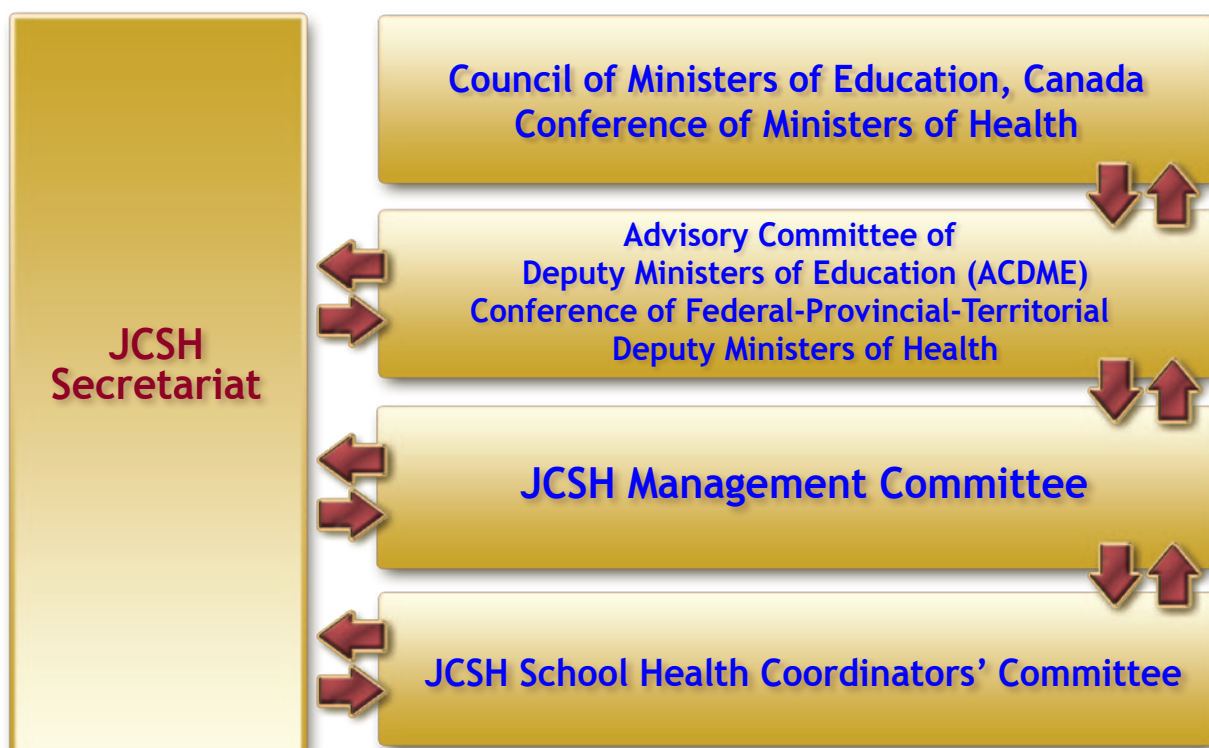 JCSH
Secretariat
Council of Ministers of Education, Canada
Conference of Ministers of Health
Advisory Committee of
Deputy Ministers of Education (ACDME)
Conference of Federal-Provincial-Territorial
Deputy Ministers of Health
JCSH Management Committee
JCSH School Health Coordinators’ Committee